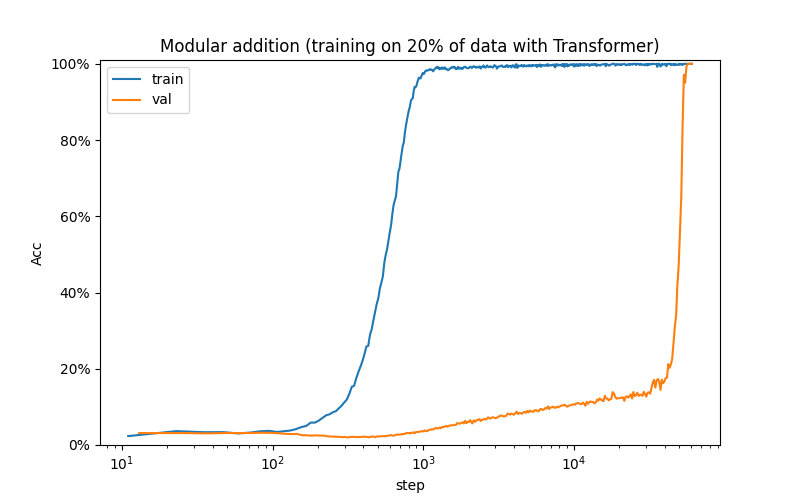 Modular addition (training on 20% of data with Transformer)
100%
80%
60%
40%
20%
0%
Acc
train
val
10¹
10²
10³
10⁴
step